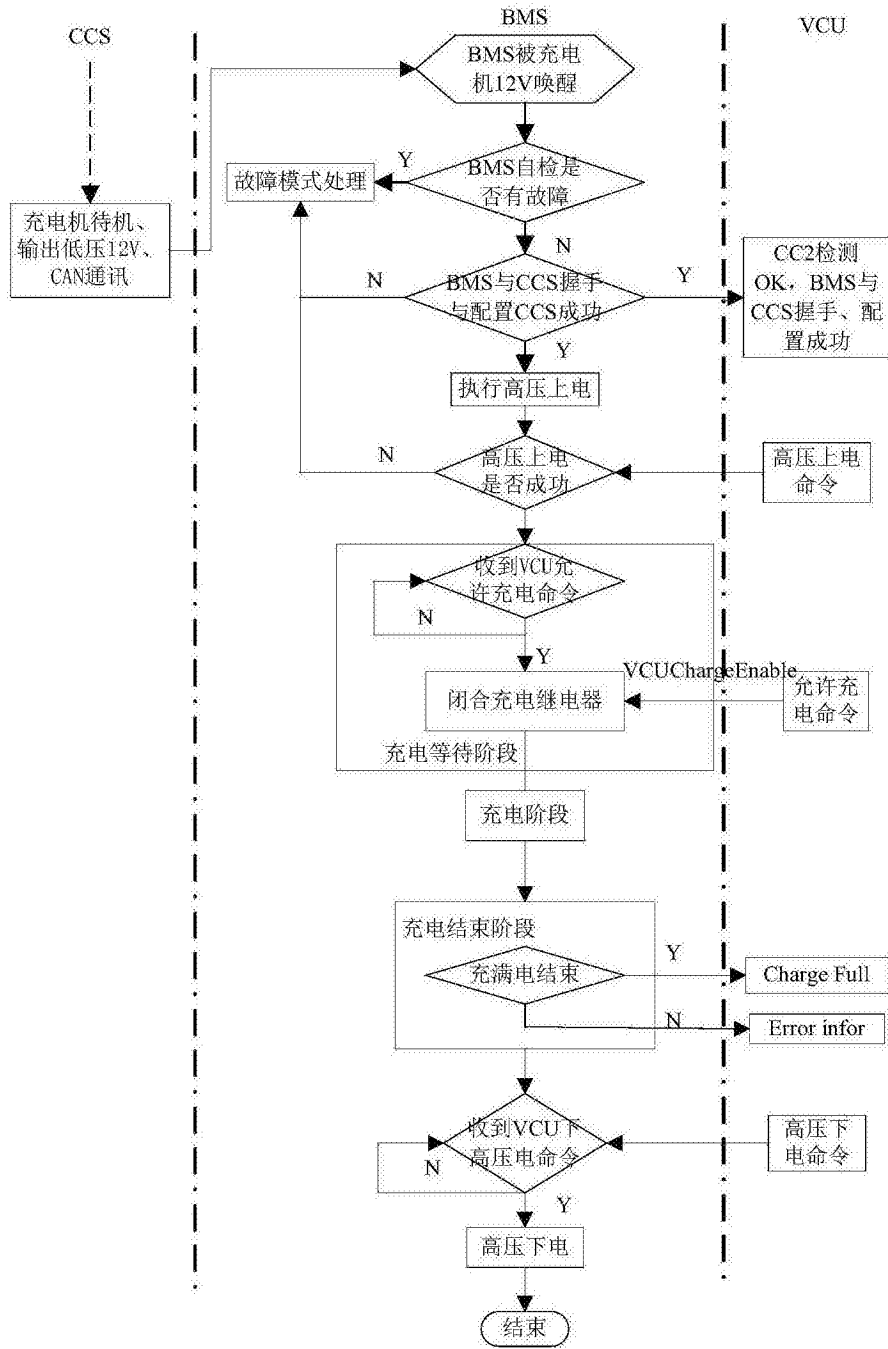 BMS
CCS
VCU
BMS被充电
机12V唤醒
Y
BMS自检是
否有故障
故障模式处理
充电机待机、
输出低压12V、
CAN通讯
N
CC2检测
OK，BMS与
CCS握手、配
置成功
N
BMS与CCS握手
与配置CCS成功
Y
Y
执行高压上电
N
高压上电
是否成功
高压上电
命令
收到VCU允
许充电命令
N
Y
VCUChargeEnable
闭合充电继电器
允许充
电命令
充电等待阶段
充电阶段
充电结束阶段
充满电结束
Y
Charge Full
N
Error infor
收到VCU下
高压电命令
N
高压下
电命令
Y
高压下电
结束